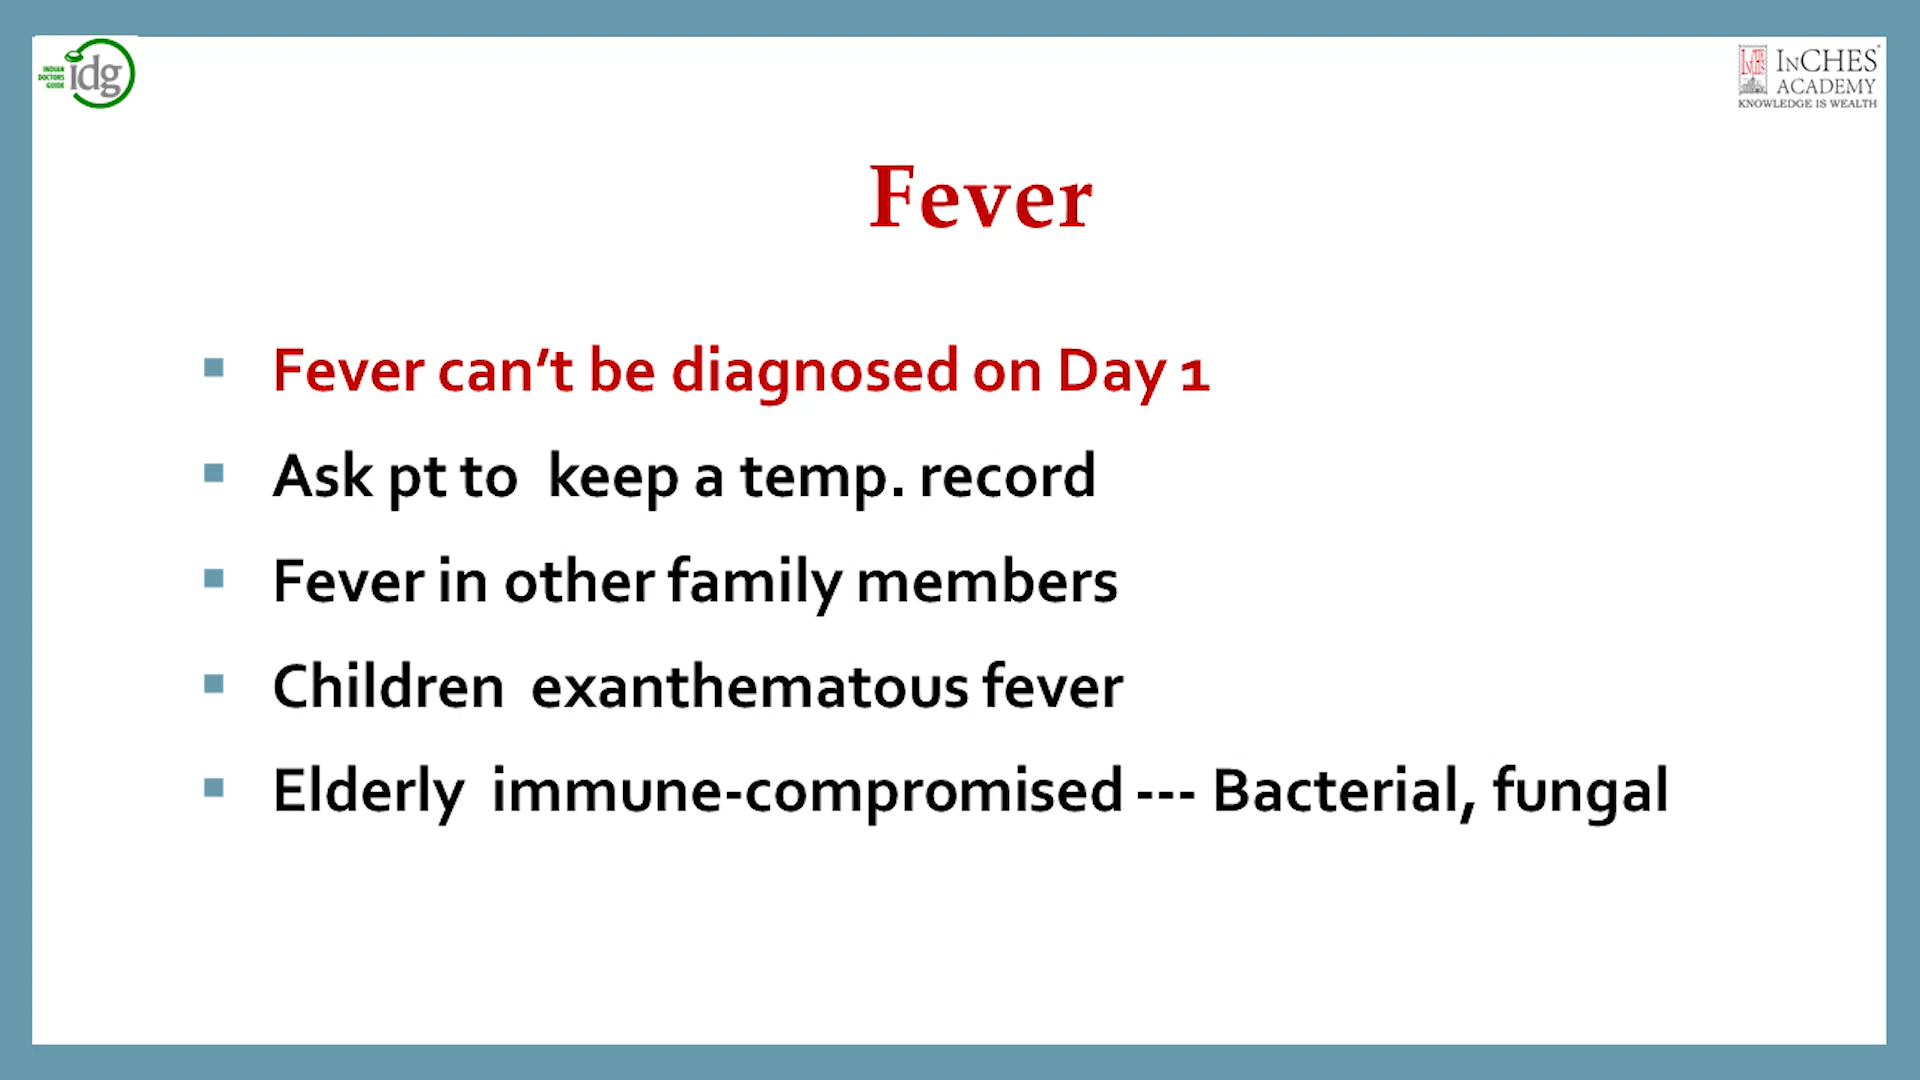 INDIAN
DOCTORS
GUIDE
idg
INCHES
ACADEMY
KNOWLEDGE IS WEALTH
Fever
Fever can’t be diagnosed on Day 1
Ask pt to keep a temp. record
Fever in other family members
Children exanthematous fever
Elderly immune-compromised --- Bacterial, fungal